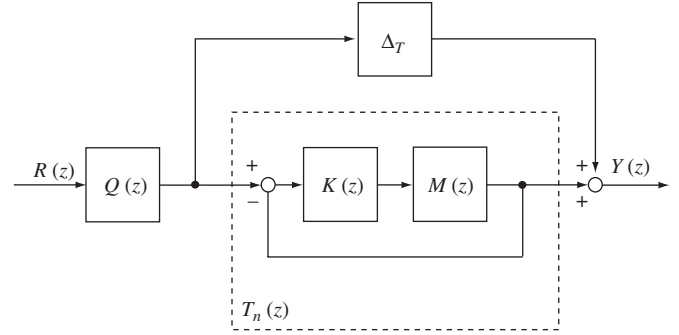 Δ_T
R (z)
Q (z)
+
−
K (z)
M (z)
+
+
Y (z)
T_n (z)